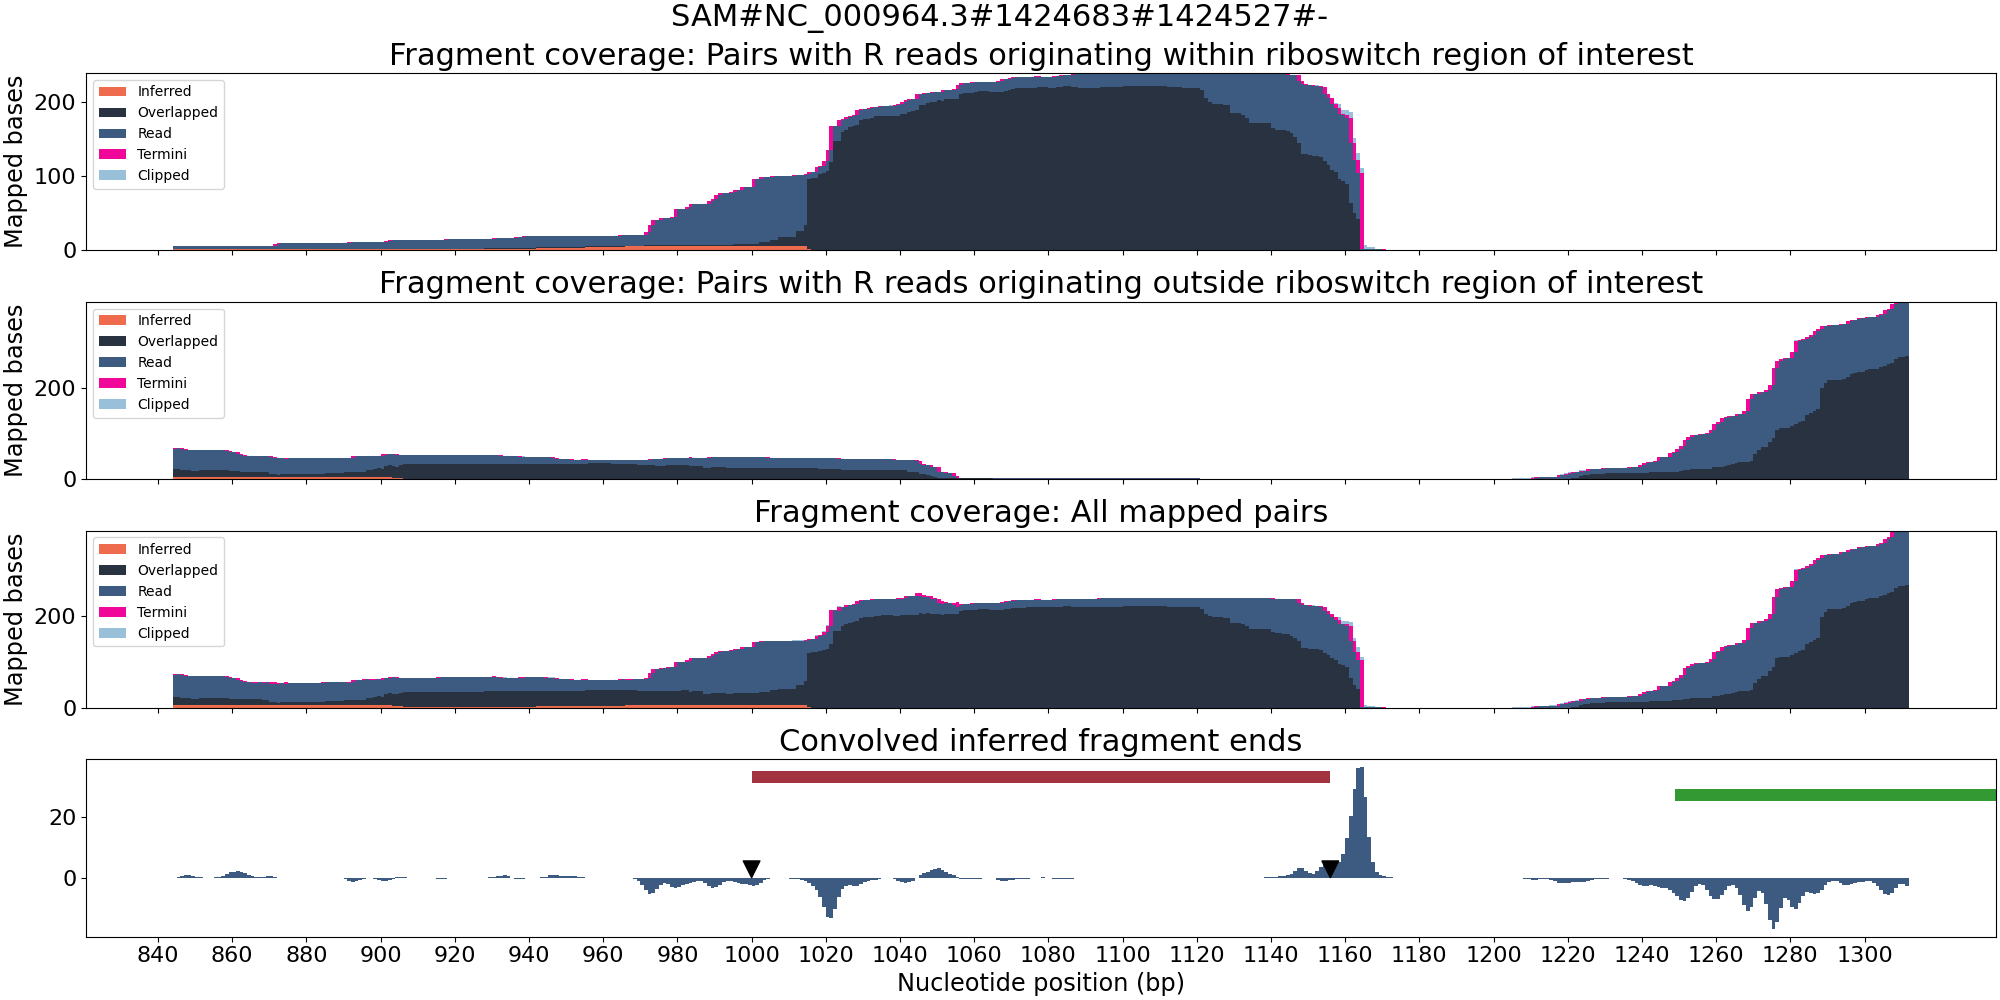 SAM#NC_000964.3#1424683#1424527#-
Fragment coverage: Pairs with R reads originating within riboswitch region of interest
Mapped bases
200
100
0
Inferred
Overlapped
Read
Termini
Clipped
Fragment coverage: Pairs with R reads originating outside riboswitch region of interest
Mapped bases
200
0
Inferred
Overlapped
Read
Termini
Clipped
Fragment coverage: All mapped pairs
Mapped bases
200
0
Inferred
Overlapped
Read
Termini
Clipped
Convolved inferred fragment ends
20
0
840 860 880 900 920 940 960 980 1000 1020 1040 1060 1080 1100 1120 1140 1160 1180 1200 1220 1240 1260 1280 1300
Nucleotide position (bp)